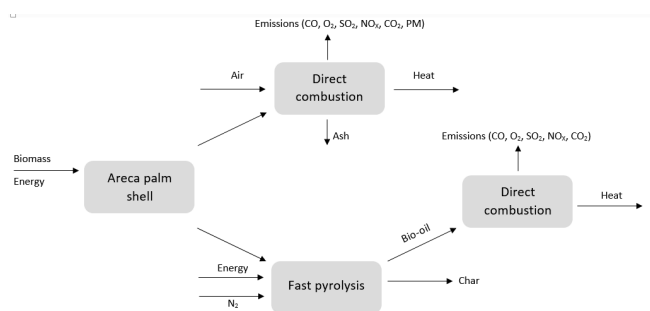 Emissions (CO, O₂, SO₂, NOₓ, CO₂, PM)
Air
Direct
combustion
Heat
Ash
Emissions (CO, O₂, SO₂, NOₓ, CO₂)
Biomass
Energy
Areca palm
shell
Direct
combustion
Heat
Bio-oil
Energy
N₂
Fast pyrolysis
Char